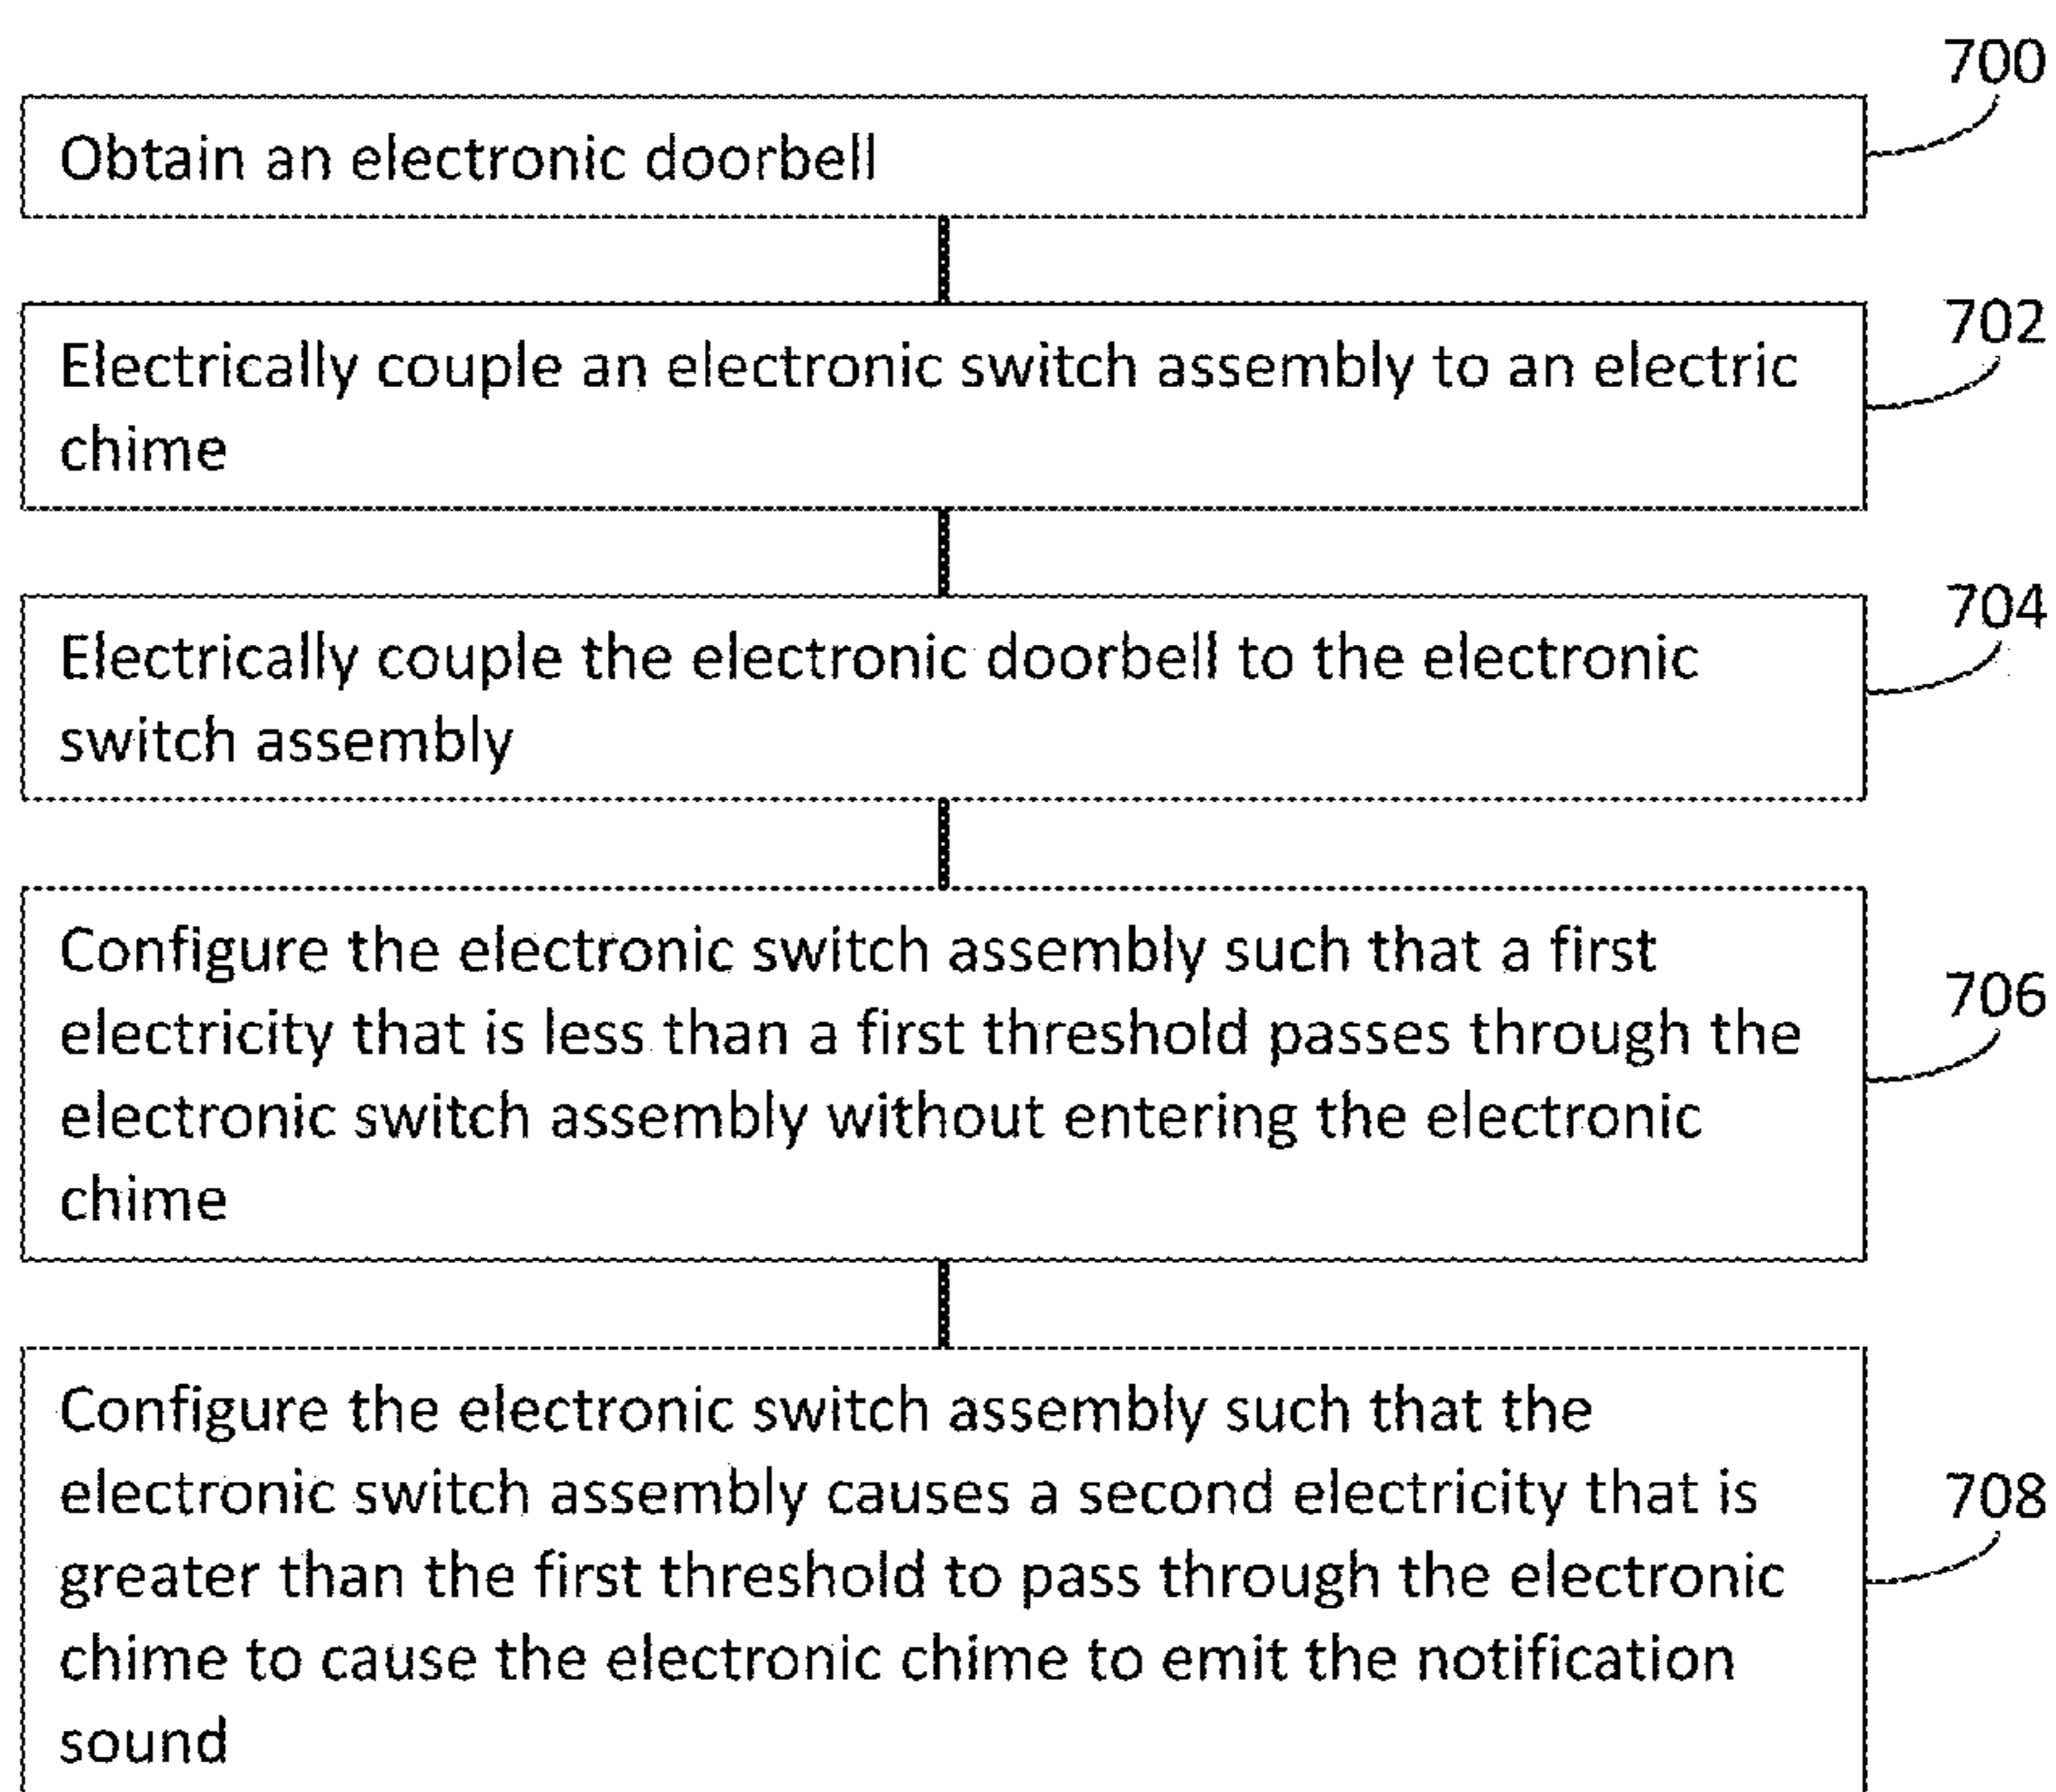 700
Obtain an electronic doorbell
702
Electrically couple an electronic switch assembly to an electric
chime
704
Electrically couple the electronic doorbell to the electronic
switch assembly
706
Configure the electronic switch assembly such that a first
electricity that is less than a first threshold passes through the
electronic switch assembly without entering the electronic
chime
708
Configure the electronic switch assembly such that the
electronic switch assembly causes a second electricity that is
greater than the first threshold to pass through the electronic
chime to cause the electronic chime to emit the notification
sound